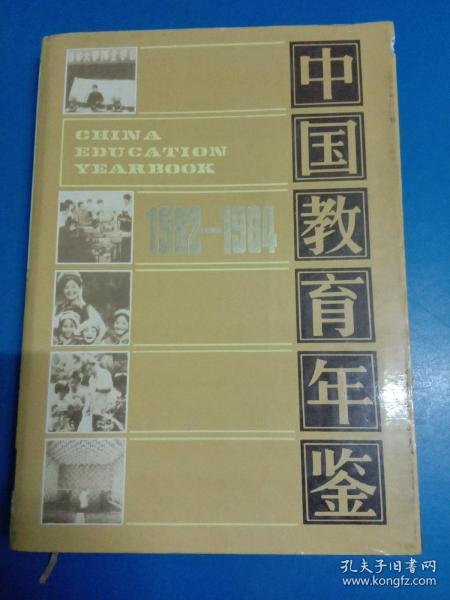 CHINA
EDUCATION
YEARBOOK
1982—1984
中
国
教
育
年
鉴
孔夫子旧书网
www.kongfz.com